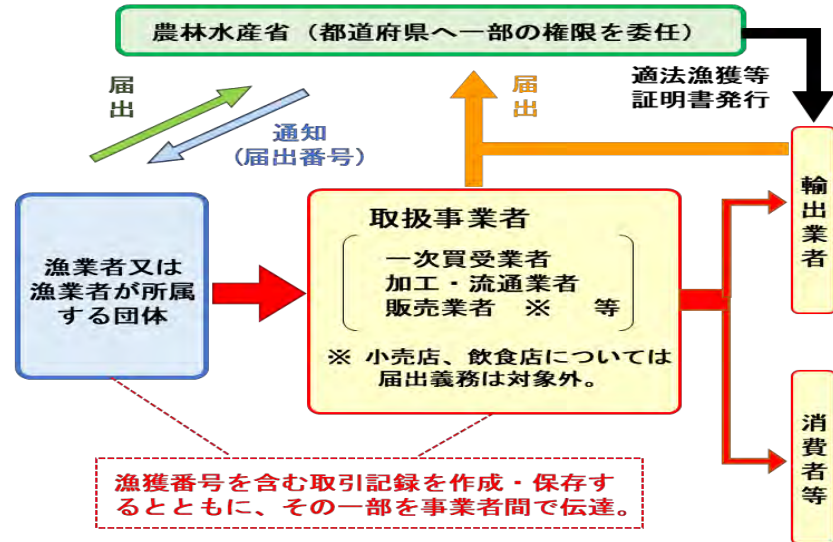 農林水産省（都道府県へ一部の権限を委任）
届
出
通知
(届出番号)
届
出
適法漁獲等
証明書発行
漁業者又は
漁業者が所属
する団体
取扱事業者
一次買受業者
加工・流通業者
販売業者　※　　等
※ 小売店、飲食店については
届出義務は対象外。
輸
出
業
者
消
費
者
等
漁獲番号を含む取引記録を作成・保存す
るとともに、その一部を事業者間で伝達。